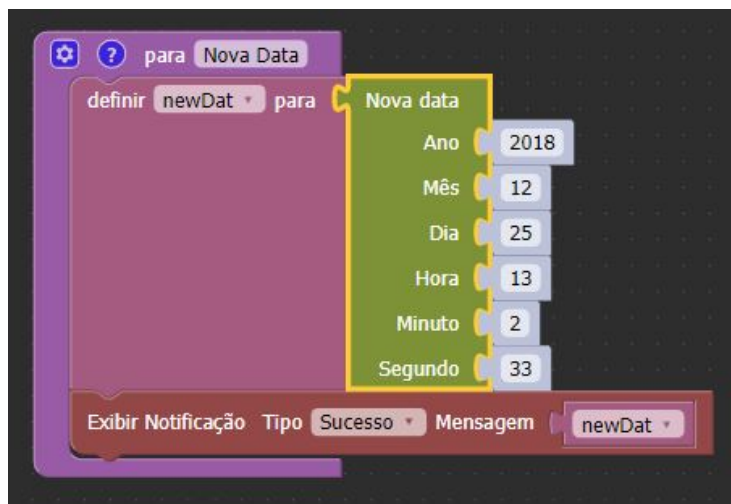 ? para Nova Data
definir newDat para Nova data
Ano 2018
Mês 12
Dia 25
Hora 13
Minuto 2
Segundo 33
Exibir Notificação Tipo Sucesso Mensagem newDat